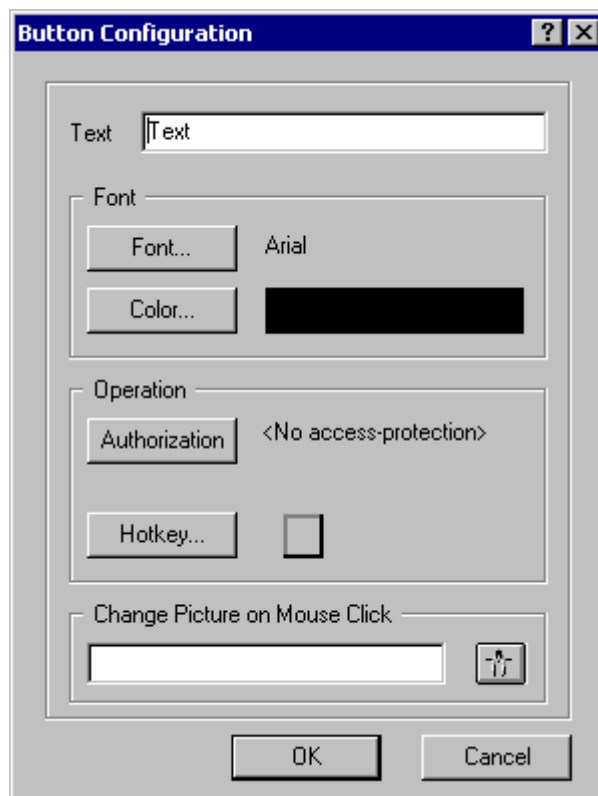 Button Configuration
Text Text
Font
Font... Arial
Color...
Operation
Authorization <No access-protection>
Hotkey...
Change Picture on Mouse Click
OK Cancel